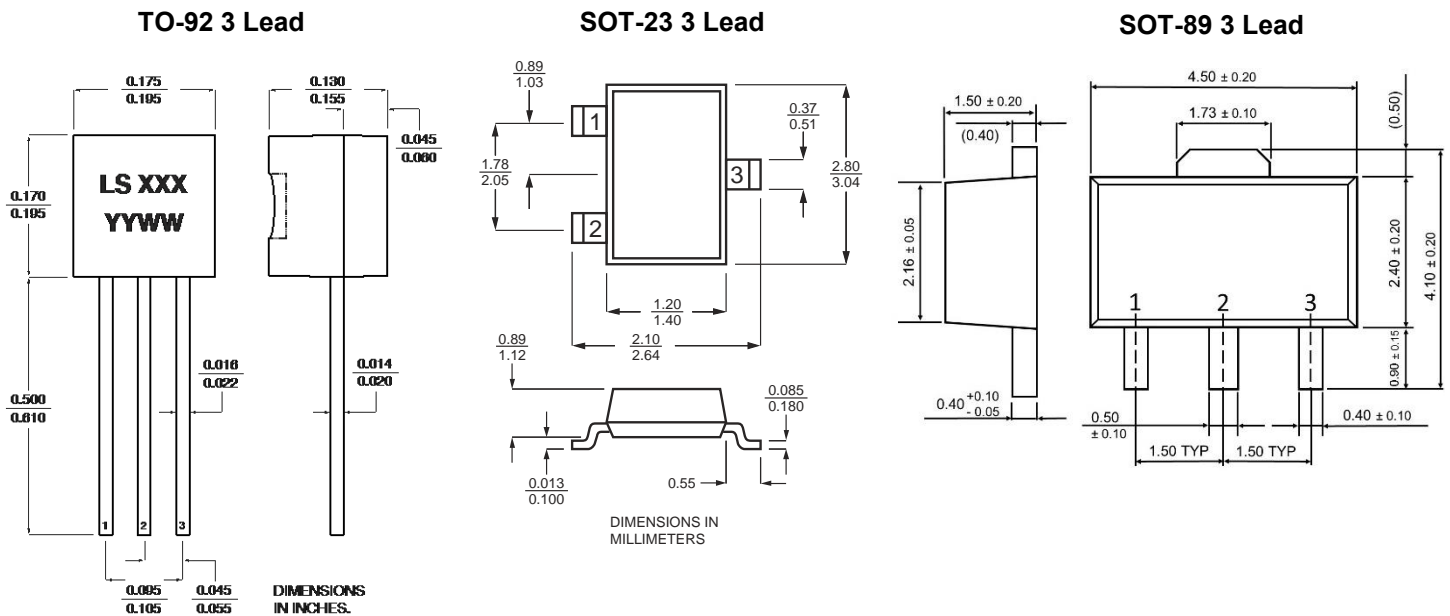 TO-92 3 Lead
0.175
0.195
0.130
0.155
0.045
0.060
LS XXX
YYWW
0.170
0.195
0.016
0.022
0.014
0.020
0.500
0.610
1 2 3
0.095
0.105
0.045
0.055
DIMENSIONS
IN INCHES.
SOT-23 3 Lead
0.89
1.03
0.37
0.51
1
1.78
2.05
3
2.80
3.04
2
1.20
1.40
2.10
2.64
0.89
1.12
0.085
0.180
0.013
0.100
0.55
DIMENSIONS IN
MILLIMETERS
SOT-89 3 Lead
4.50 ± 0.20
1.50 ± 0.20
(0.50)
1.73 ± 0.10
(0.40)
2.16 ± 0.05
2.40 ± 0.20
4.10 ± 0.20
1 2 3
0.90 ± 0.15
0.40 +0.10
- 0.05
0.50
± 0.10
0.40 ± 0.10
1.50 TYP 1.50 TYP